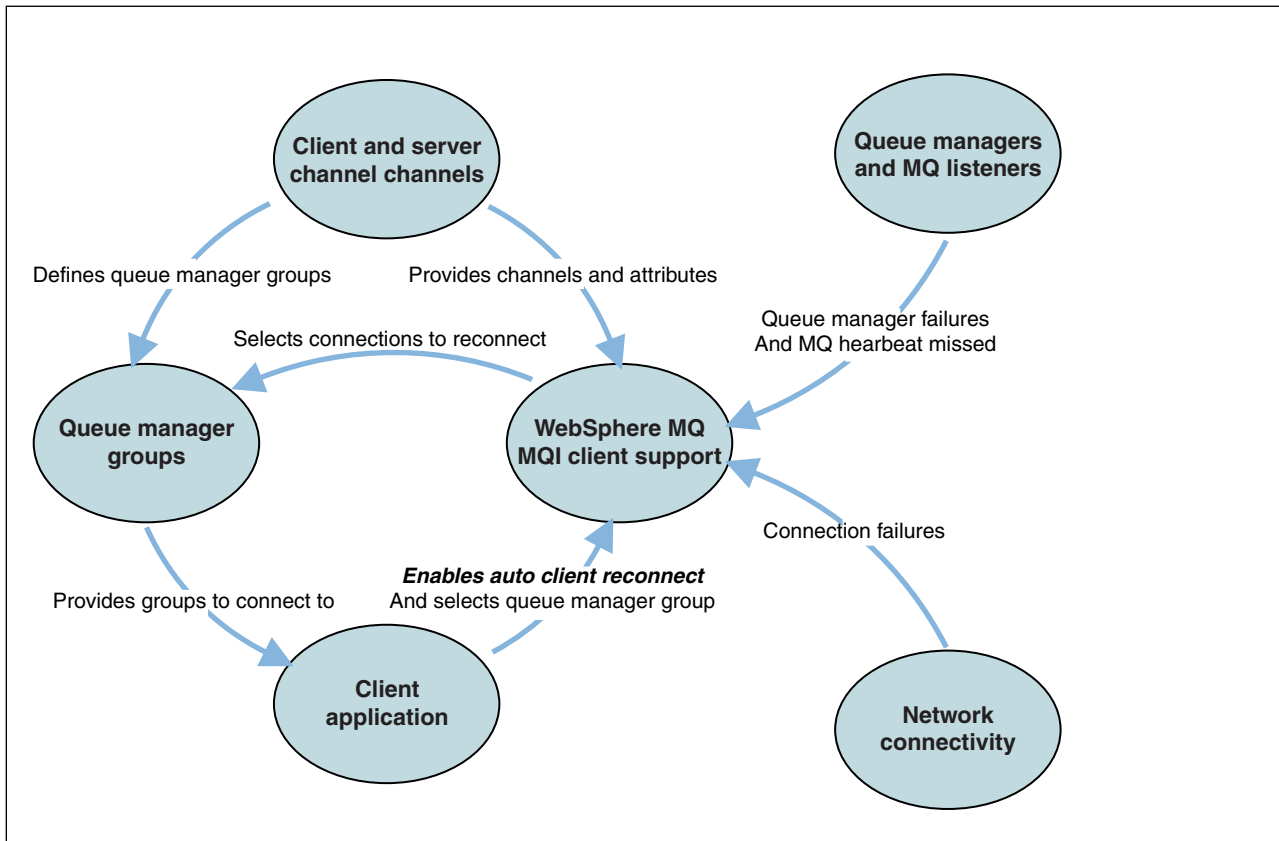 Client and server
channel channels
Queue managers
and MQ listeners
Defines queue manager groups
Provides channels and attributes
Queue manager failures
And MQ hearbeat missed
Selects connections to reconnect
Queue manager
groups
WebSphere MQ
MQI client support
Connection failures
Enables auto client reconnect
And selects queue manager group
Provides groups to connect to
Client
application
Network
connectivity